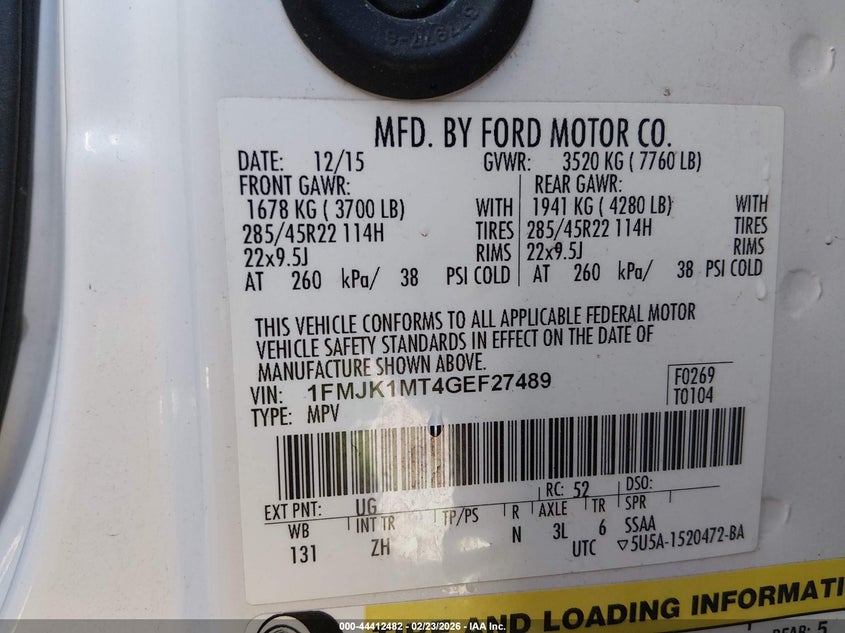 MFD. BY FORD MOTOR CO.
DATE: 12/15 GVWR: 3520 KG ( 7760 LB)
FRONT GAWR: REAR GAWR:
1678 KG ( 3700 LB) WITH 1941 KG ( 4280 LB) WITH
285/45R22 114H TIRES 285/45R22 114H TIRES
22x9.5J RIMS 22x9.5J RIMS
AT 260 kPa/ 38 PSI COLD AT 260 kPa/ 38 PSI COLD
THIS VEHICLE CONFORMS TO ALL APPLICABLE FEDERAL MOTOR
VEHICLE SAFETY STANDARDS IN EFFECT ON THE DATE OF
MANUFACTURE SHOWN ABOVE.
VIN: 1FMJK1MT4GEF27489 F0269
TYPE: MPV T0104
EXT PNT: UG RC: 52 DSO:
WB INT TR TP/PS R AXLE TR SPR
131 ZH N 3L 6 SSAA
UTC ▽5U5A-1520472-BA
AND LOADING INFORMATI
REAR: 5
000-44412482 - 02/23/2026 - IAA Inc.